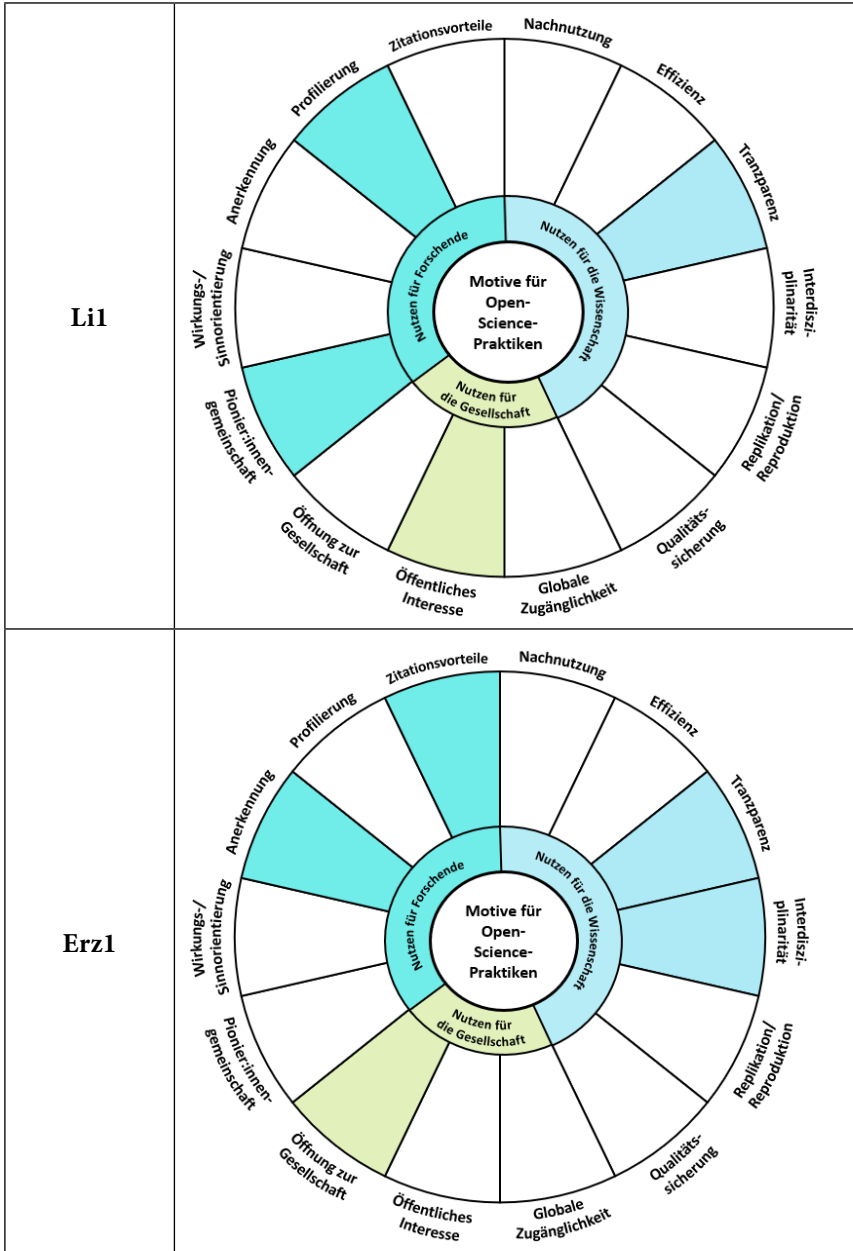 Li1
Zitationsvorteile
Nachnutzung
Effizienz
Tranzparenz
Interdiszi-
plinarität
Replikation/
Reproduktion
Qualitäts-
sicherung
Globale
Zugänglichkeit
Öffentliches
Interesse
Öffnung zur
Gesellschaft
Pionier:innen-
gemeinschaft
Wirkungs-/
Sinnorientierung
Anerkennung
Profilierung
Nutzen für Forschende
Nutzen für die Wissenschaft
Nutzen für
die Gesellschaft
Motive für
Open-
Science-
Praktiken
Erz1
Zitationsvorteile
Nachnutzung
Effizienz
Tranzparenz
Interdiszi-
plinarität
Replikation/
Reproduktion
Qualitäts-
sicherung
Globale
Zugänglichkeit
Öffentliches
Interesse
Öffnung zur
Gesellschaft
Pionier:innen-
gemeinschaft
Wirkungs-/
Sinnorientierung
Anerkennung
Profilierung
Nutzen für Forschende
Nutzen für die Wissenschaft
Nutzen für
die Gesellschaft
Motive für
Open-
Science-
Praktiken